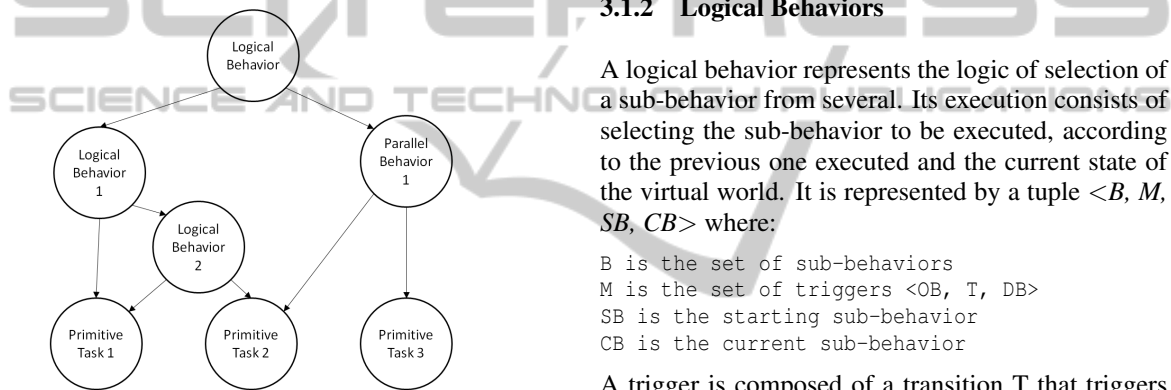 Logical
Behavior
Logical
Behavior
1
Parallel
Behavior
1
Logical
Behavior
2
Primitive
Task 1
Primitive
Task 2
Primitive
Task 3
3.1.2 Logical Behaviors
A logical behavior represents the logic of selection of
a sub-behavior from several. Its execution consists of
selecting the sub-behavior to be executed, according
to the previous one executed and the current state of
the virtual world. It is represented by a tuple <B, M,
SB, CB> where:
B is the set of sub-behaviors
M is the set of triggers <OB, T, DB>
SB is the starting sub-behavior
CB is the current sub-behavior
A trigger is composed of a transition T that triggers
SCIENCE AND TECHNOLOGY PUBLICATIONS